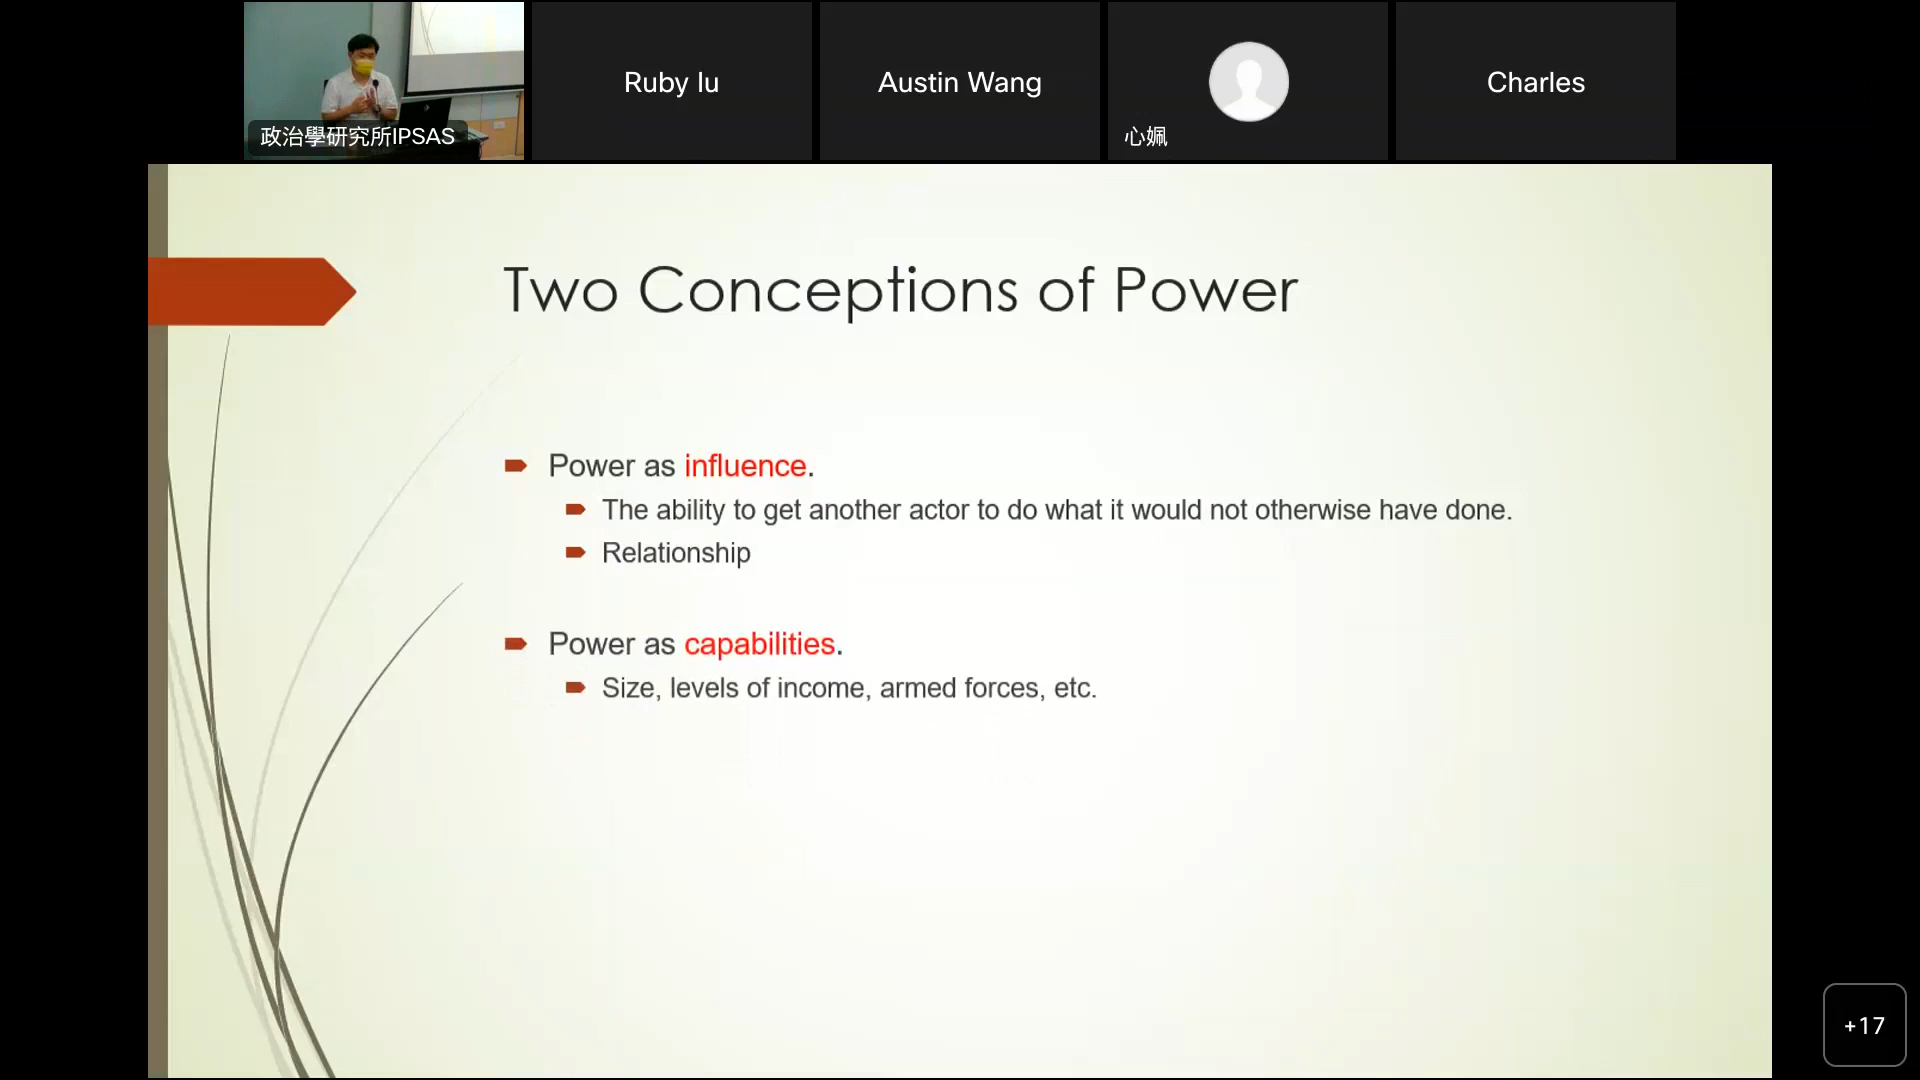 政治學研究所IPSAS
Ruby lu
Austin Wang
心姵
Charles
Two Conceptions of Power
Power as influence.
The ability to get another actor to do what it would not otherwise have done.
Relationship
Power as capabilities.
Size, levels of income, armed forces, etc.
+17